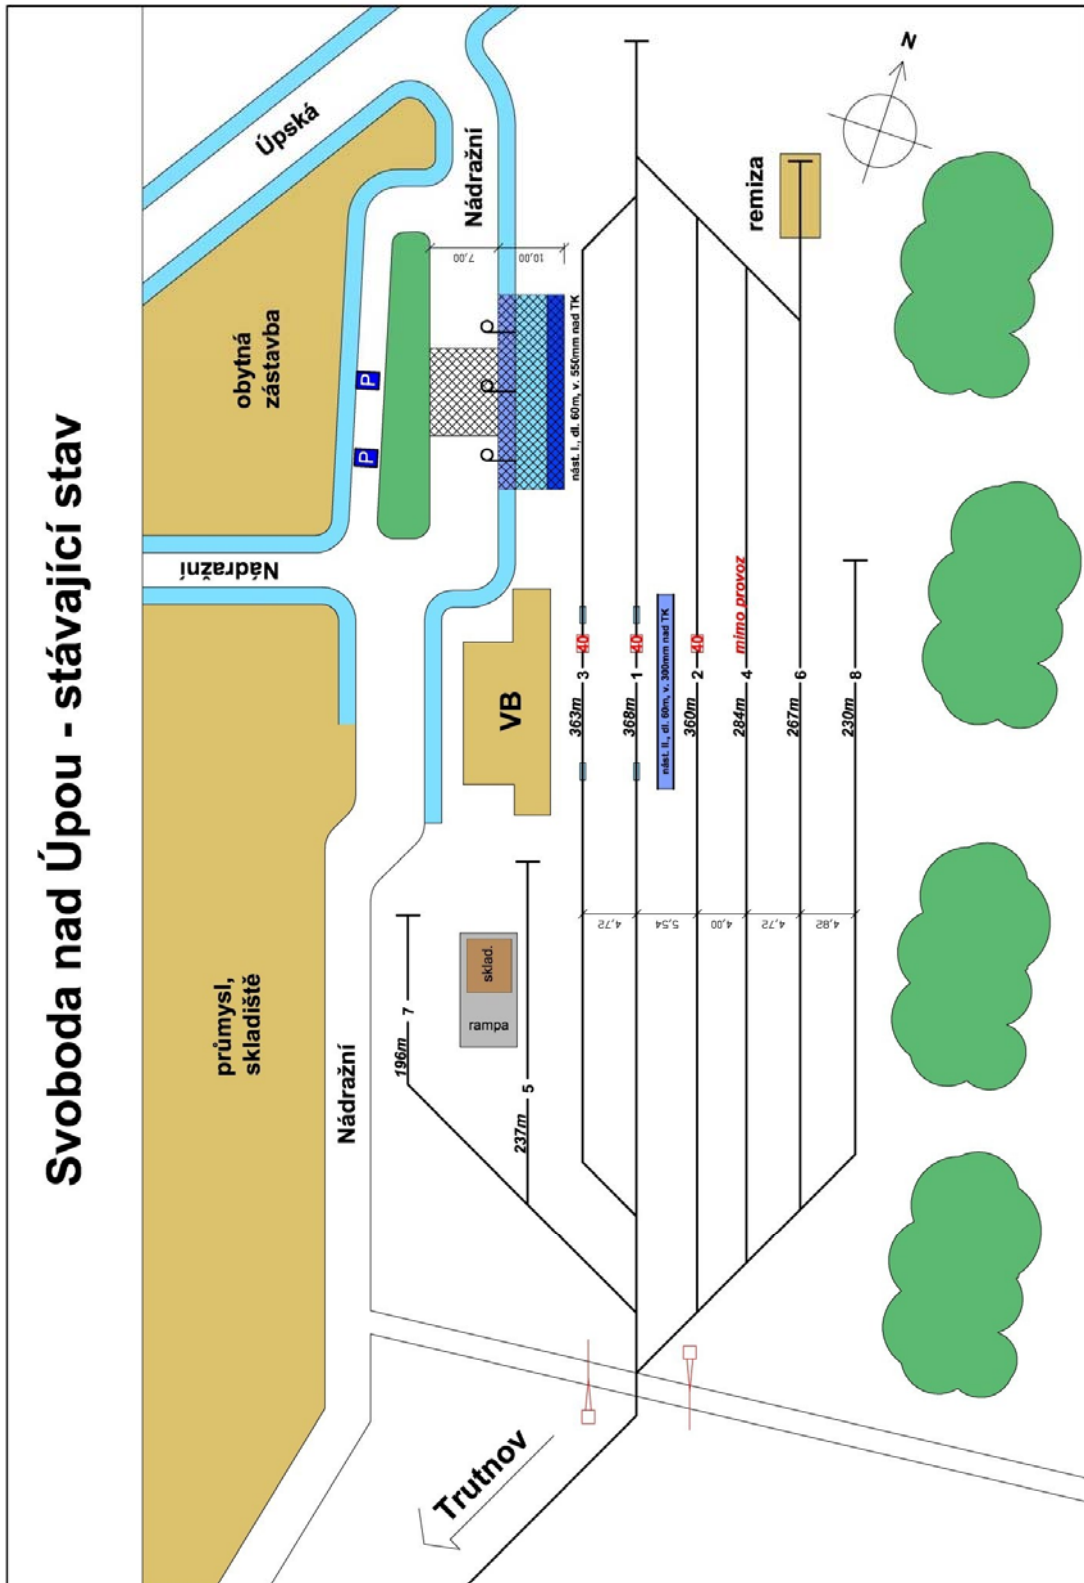 Svoboda nad Úpou - stávající stav
Úpská
obytná
zástavba
Nádražní
Nádražní
P
P
7,00
10,00
N
remiza
nást. I., dl. 60m, v. 550mm nad TK
průmysl,
skladiště
Nádražní
VB
40
40
40
mimo provoz
nást. II., dl. 60m, v. 300mm nad TK
363m 3
368m 1
360m 2
284m 4
267m 6
230m 8
4,72
5,54
4,00
4,72
4,82
196m 7
237m 5
sklad.
rampa
Trutnov